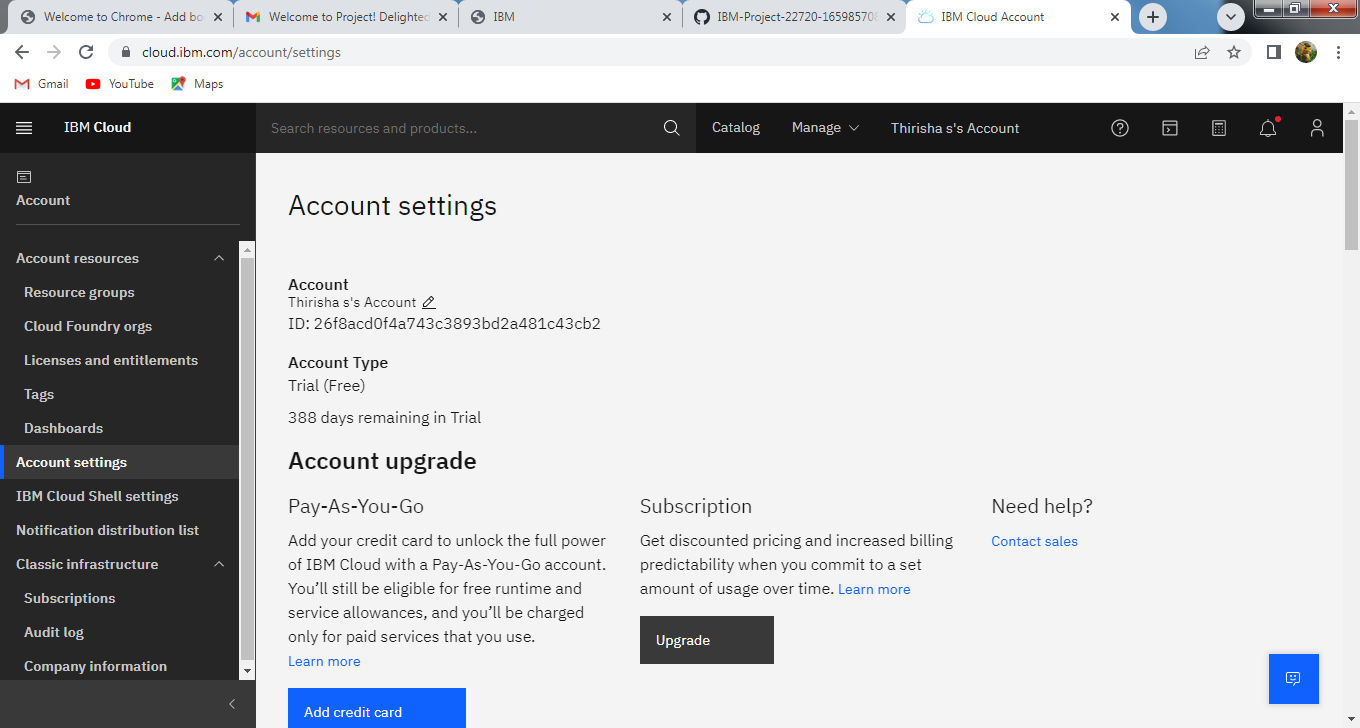 Welcome to Chrome - Add bo
Welcome to Project! Delighted
IBM
IBM-Project-22720-165985708
IBM Cloud Account
cloud.ibm.com/account/settings
Gmail
YouTube
Maps
IBM Cloud
Search resources and products...
Catalog
Manage
Thirisha s's Account
Account
Account resources
Resource groups
Cloud Foundry orgs
Licenses and entitlements
Tags
Dashboards
Account settings
IBM Cloud Shell settings
Notification distribution list
Classic infrastructure
Subscriptions
Audit log
Company information
Account settings
Account
Thirisha s's Account
ID: 26f8acd0f4a743c3893bd2a481c43cb2
Account Type
Trial (Free)
388 days remaining in Trial
Account upgrade
Pay-As-You-Go
Add your credit card to unlock the full power
of IBM Cloud with a Pay-As-You-Go account.
You’ll still be eligible for free runtime and
service allowances, and you’ll be charged
only for paid services that you use.
Learn more
Add credit card
Subscription
Get discounted pricing and increased billing
predictability when you commit to a set
amount of usage over time. Learn more
Upgrade
Need help?
Contact sales